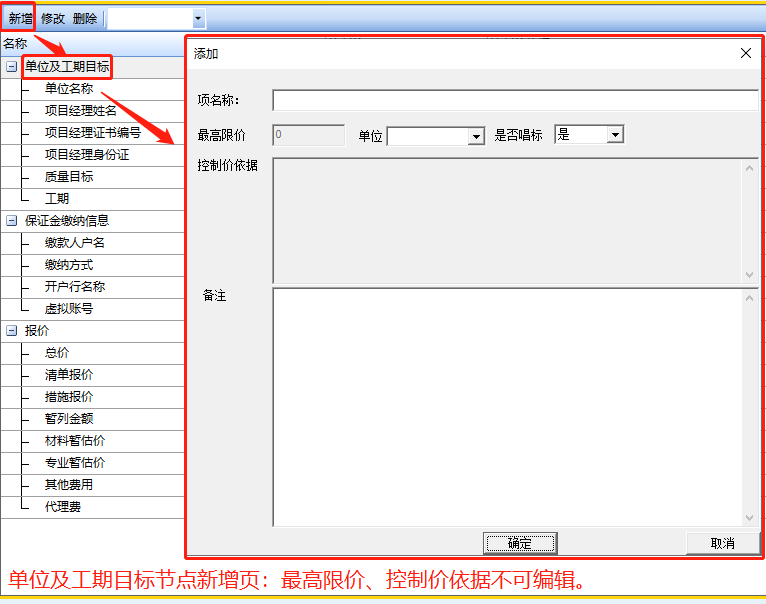 新增 修改 删除
名称
单位及工期目标
单位名称
项目经理姓名
项目经理证书编号
项目经理身份证
质量目标
工期
保证金缴纳信息
缴款人户名
缴纳方式
开户行名称
虚拟账号
报价
总价
清单报价
措施报价
暂列金额
材料暂估价
专业暂估价
其他费用
代理费
添加
项名称:
最高限价 0 单位 是否唱标 是
控制价依据
备注
确定 取消
单位及工期目标节点新增页：最高限价、控制价依据不可编辑。